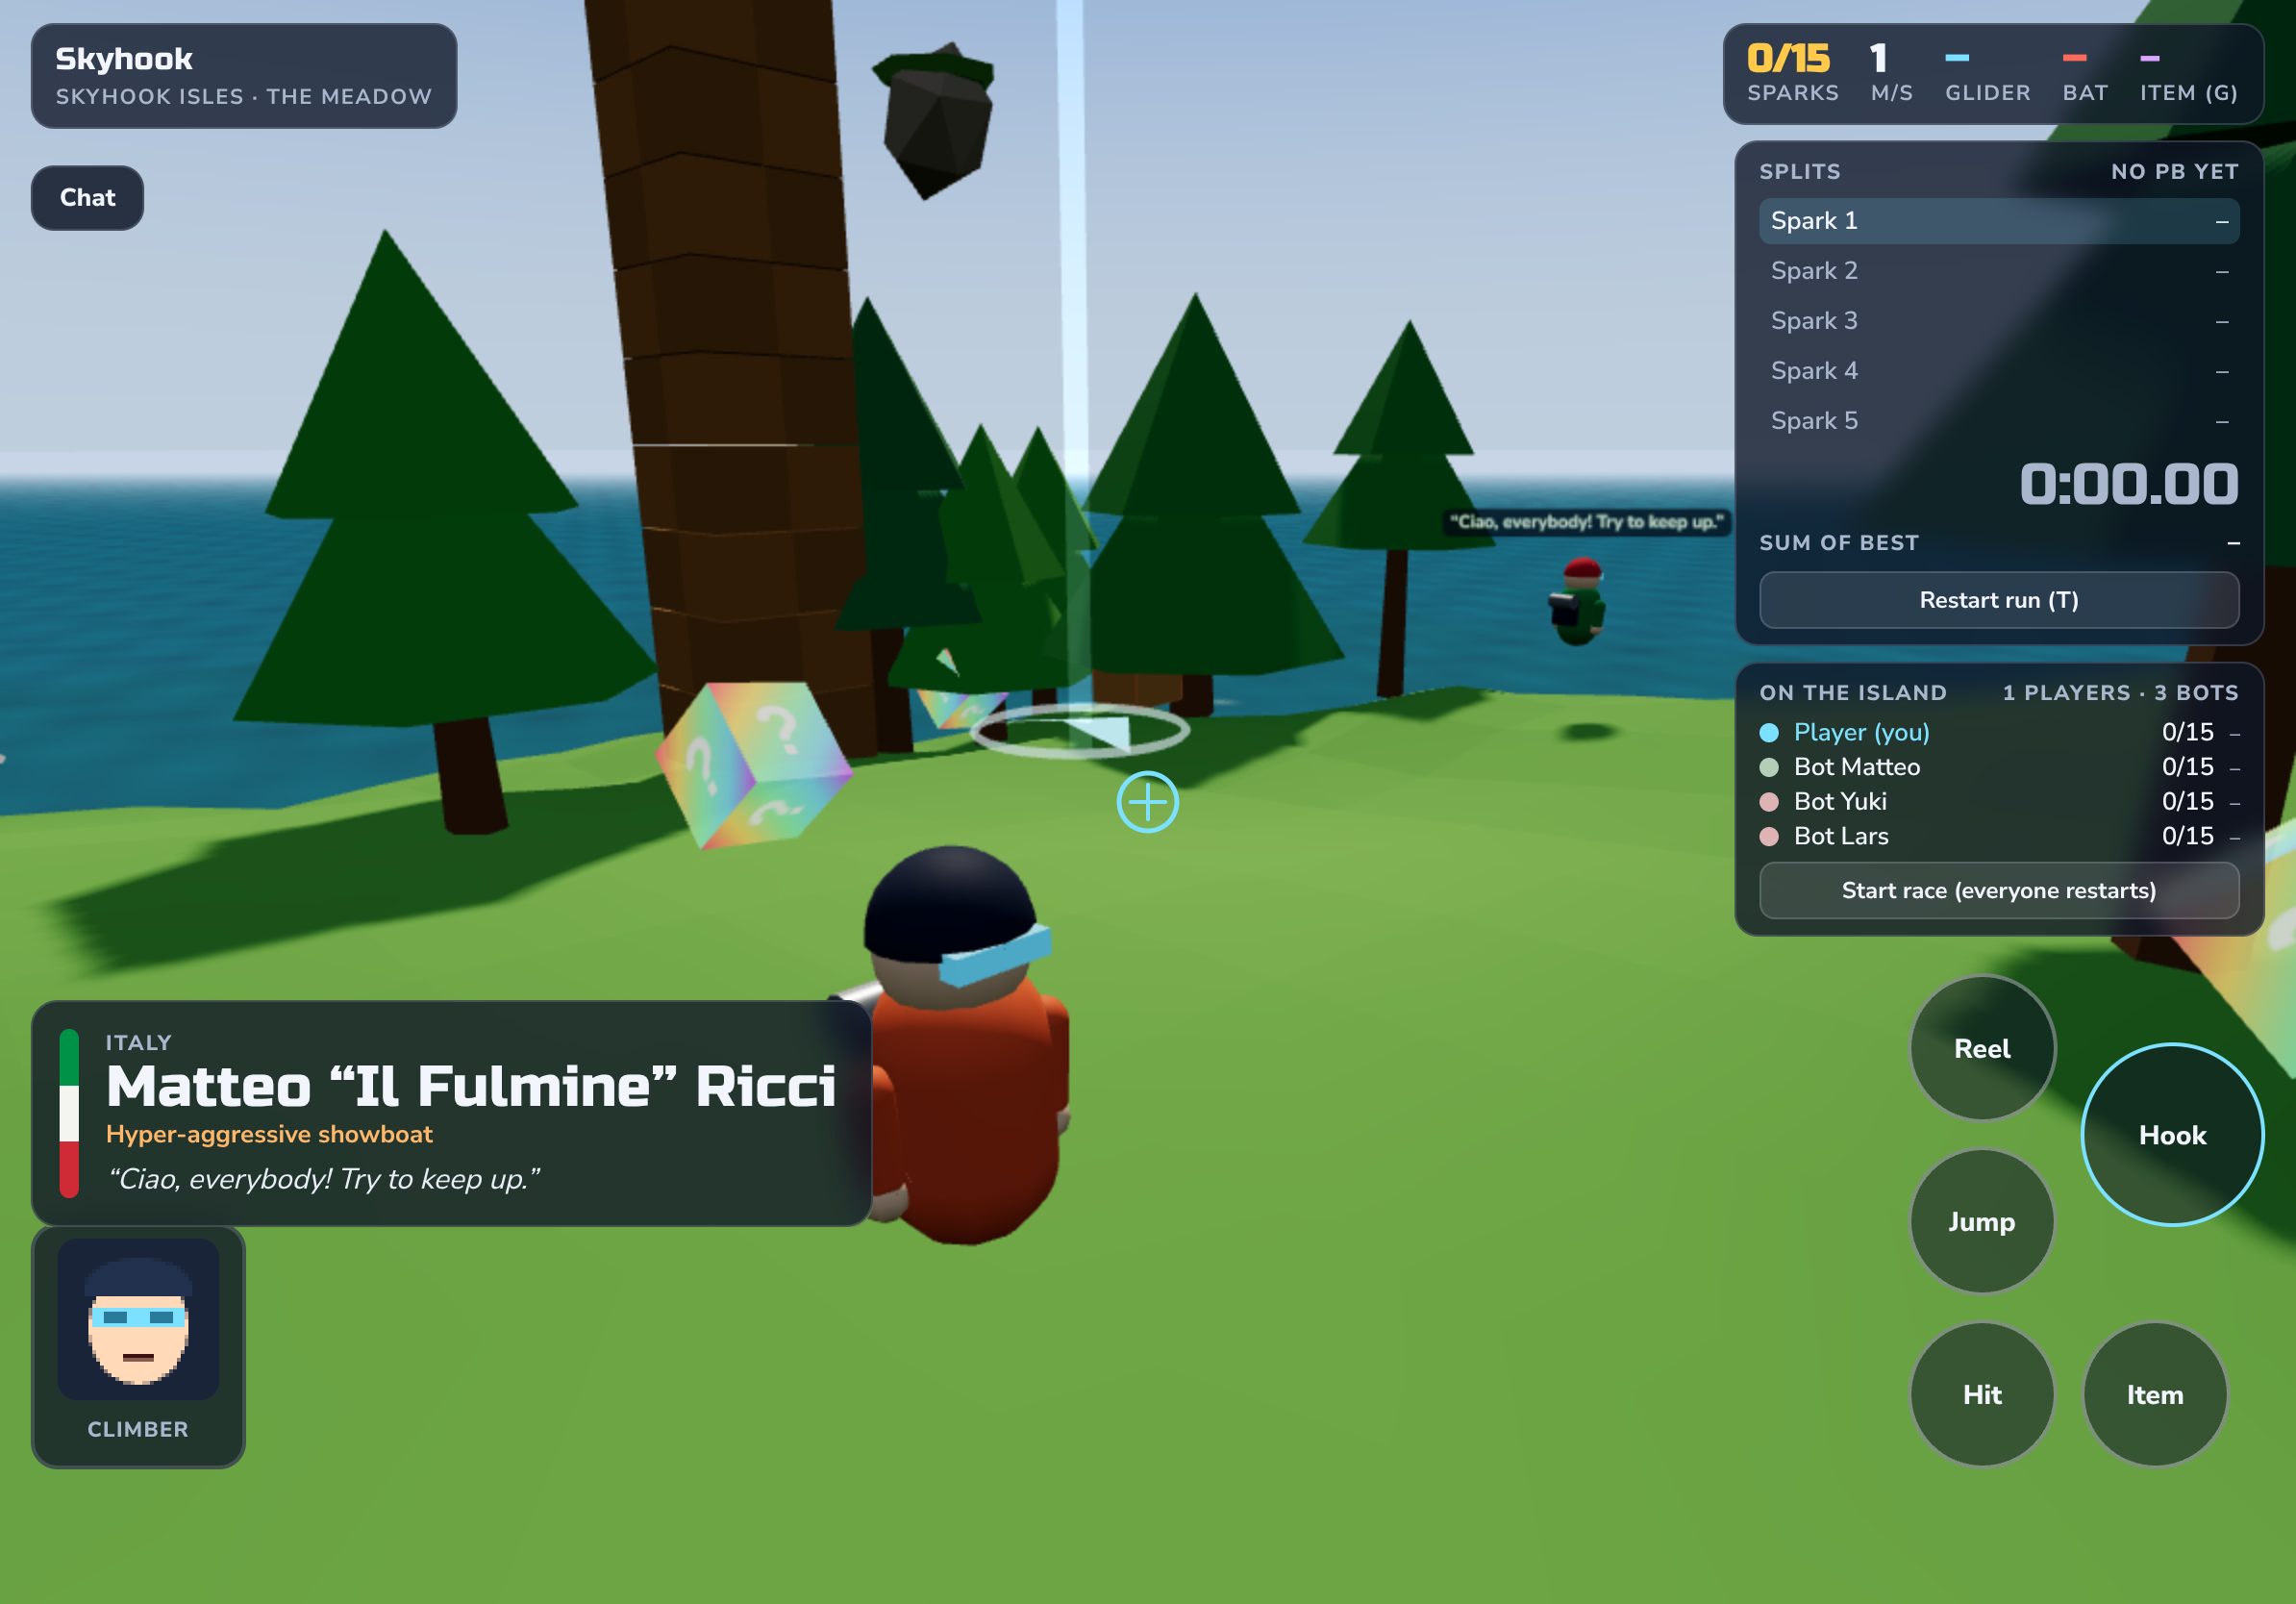 Skyhook
SKYHOOK ISLES · THE MEADOW
Chat
0/15 1 – – –
SPARKS M/S GLIDER BAT ITEM (G)
SPLITS NO PB YET
Spark 1 –
Spark 2 –
Spark 3 –
Spark 4 –
Spark 5 –
0:00.00
SUM OF BEST –
Restart run (T)
"Ciao, everybody! Try to keep up."
ON THE ISLAND 1 PLAYERS · 3 BOTS
Player (you) 0/15 –
Bot Matteo 0/15 –
Bot Yuki 0/15 –
Bot Lars 0/15 –
Start race (everyone restarts)
? ? ?
?
ITALY
Matteo “Il Fulmine” Ricci
Hyper-aggressive showboat
“Ciao, everybody! Try to keep up.”
CLIMBER
Reel
Hook
Jump
Hit
Item